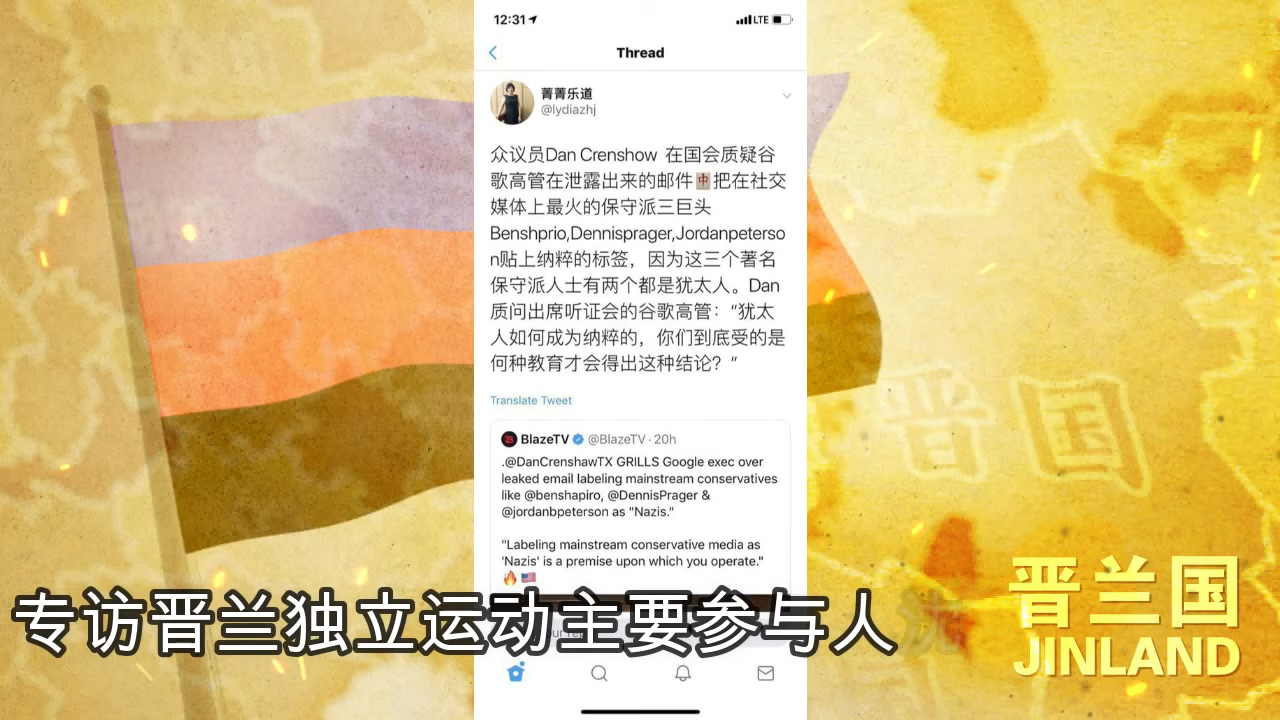 12:31
LTE
Thread
菁菁乐道
@lydiazhj
众议员Dan Crenshow 在国会质疑谷
歌高管在泄露出来的邮件🀄把在社交
媒体上最火的保守派三巨头
Benshprio,Dennisprager,Jordanpeterso
n贴上纳粹的标签，因为这三个著名
保守派人士有两个都是犹太人。Dan
质问出席听证会的谷歌高管：“犹太
人如何成为纳粹的，你们到底受的是
何种教育才会得出这种结论？“
Translate Tweet
BlazeTV @BlazeTV · 20h
.@DanCrenshawTX GRILLS Google exec over
leaked email labeling mainstream conservatives
like @benshapiro, @DennisPrager &
@jordanbpeterson as "Nazis."
"Labeling mainstream conservative media as
'Nazis' is a premise upon which you operate."
🔥🇺🇸
晋国
专访晋兰独立运动主要参与人
晋兰国
JINLAND